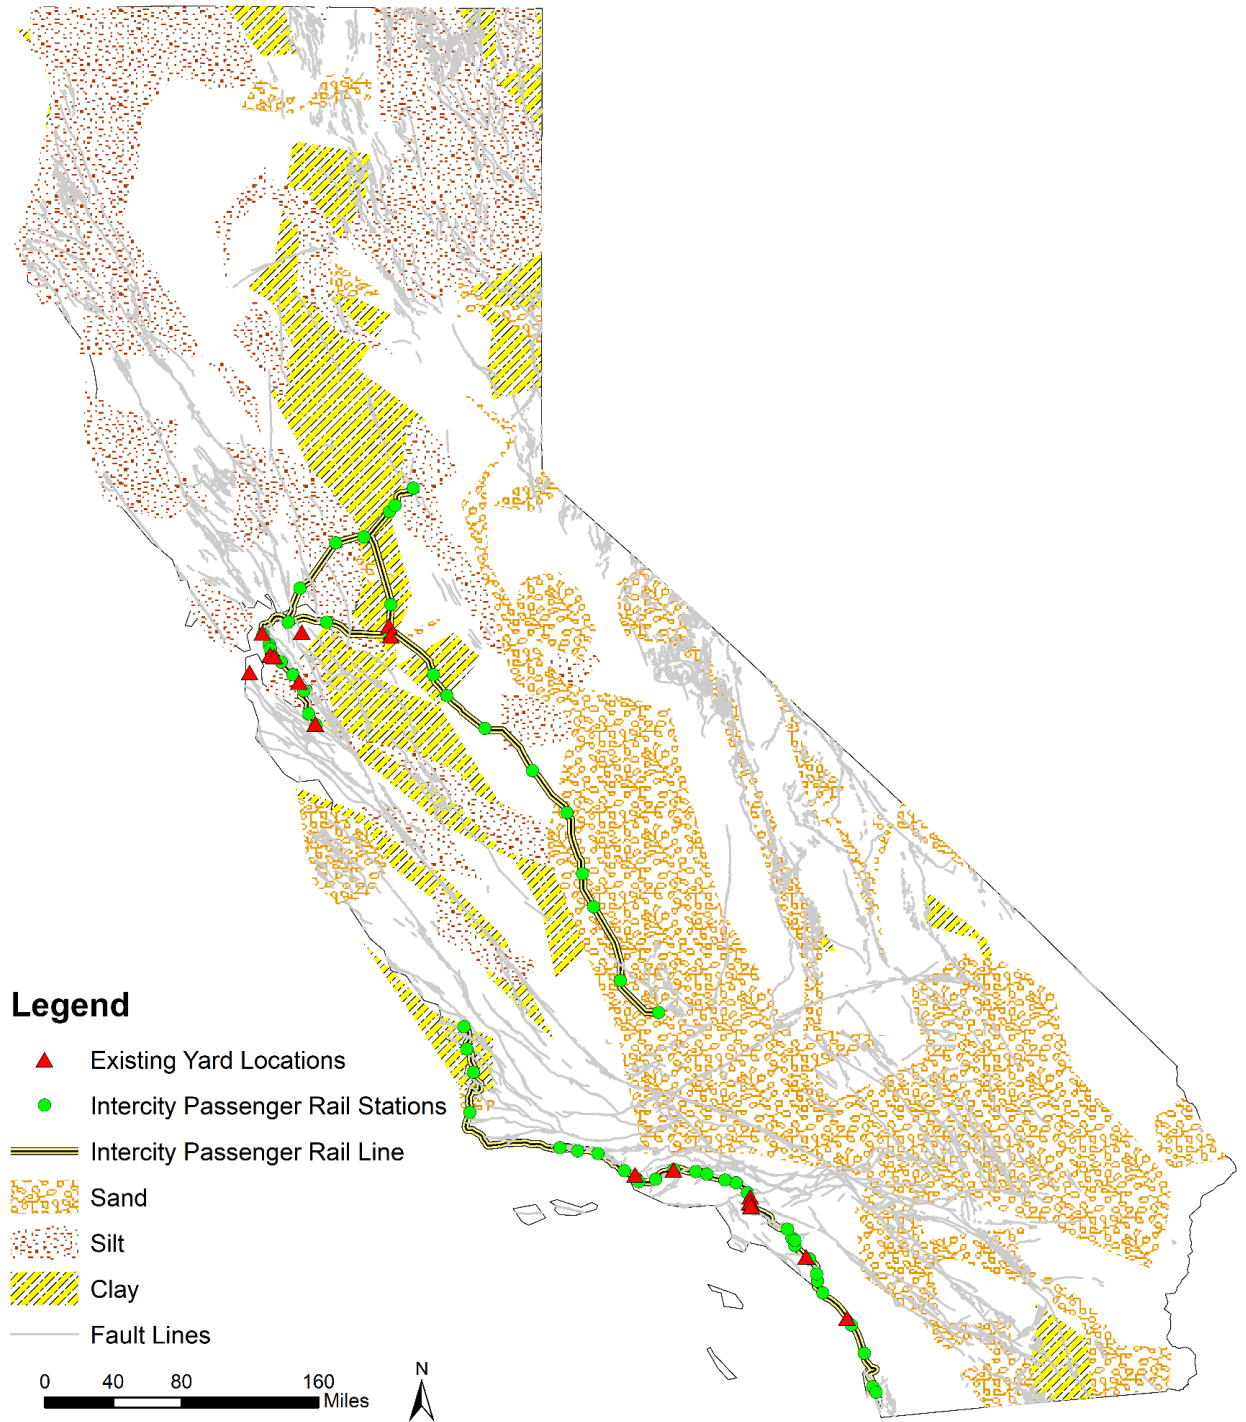 Legend
Existing Yard Locations
Intercity Passenger Rail Stations
Intercity Passenger Rail Line
Sand
Silt
Clay
Fault Lines
0 40 80 160
Miles
N